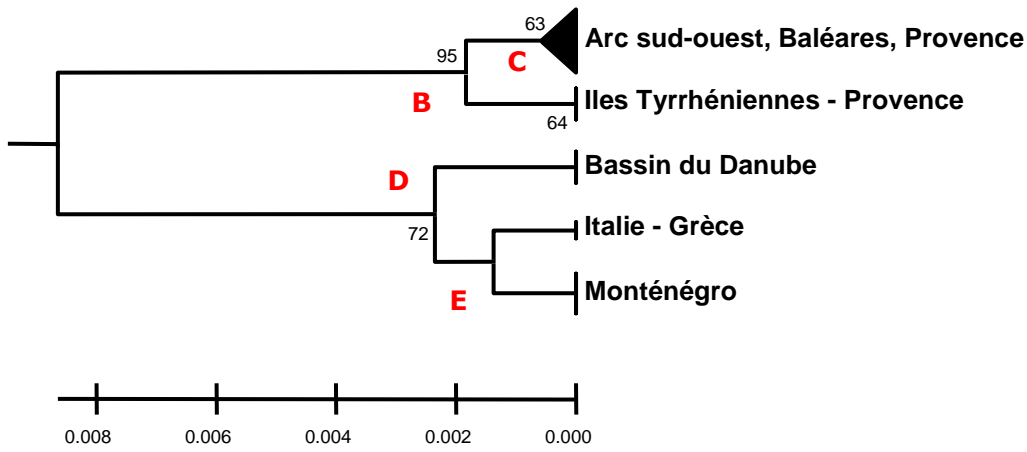 63
Arc sud-ouest, Baléares, Provence
95
C
B
Iles Tyrrhéniennes - Provence
64
D
Bassin du Danube
72
Italie - Grèce
E
Monténégro
0.008 0.006 0.004 0.002 0.000